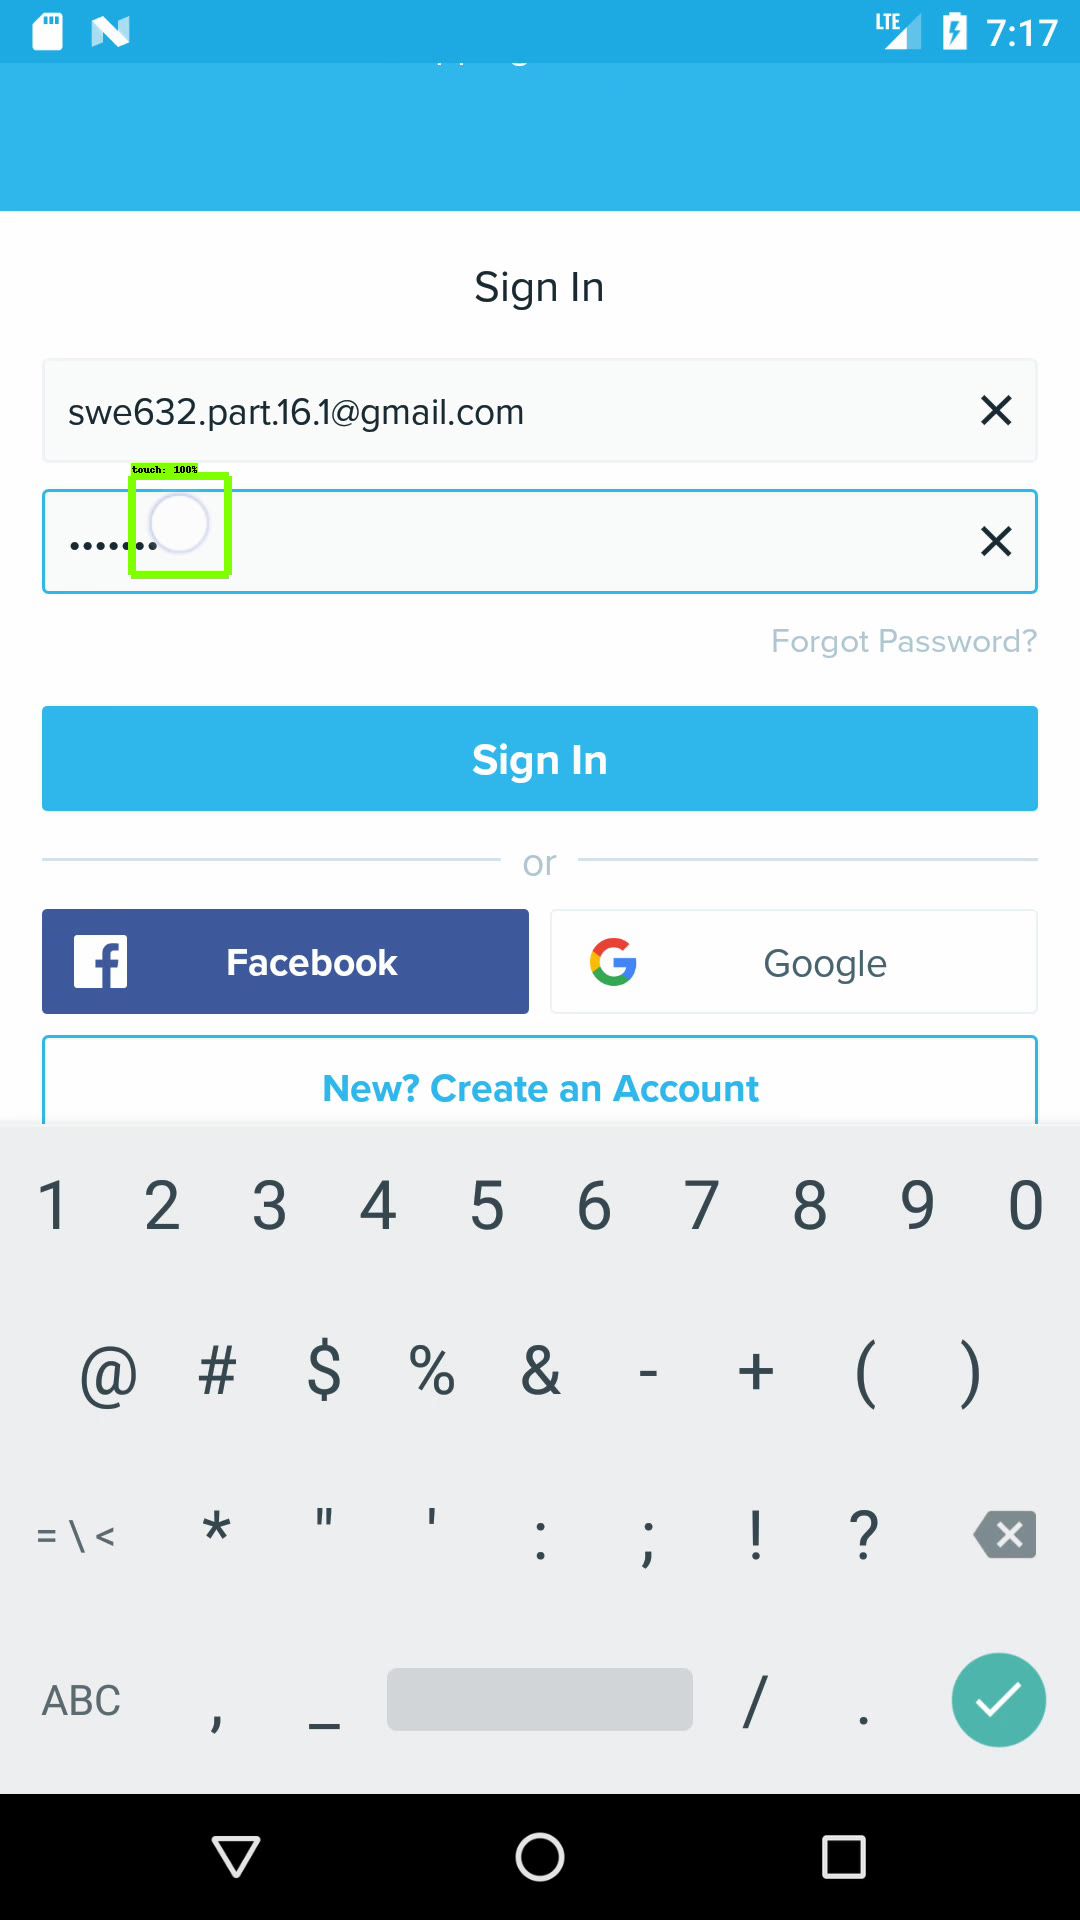 LTE 7:17
Sign In
swe632.part.16.1@gmail.com
touch: 100%
•••••••
Forgot Password?
Sign In
or
Facebook
Google
New? Create an Account
1 2 3 4 5 6 7 8 9 0
@ # $ % & - + ( )
= \ < * " ' : ; ! ?
ABC , _ / .